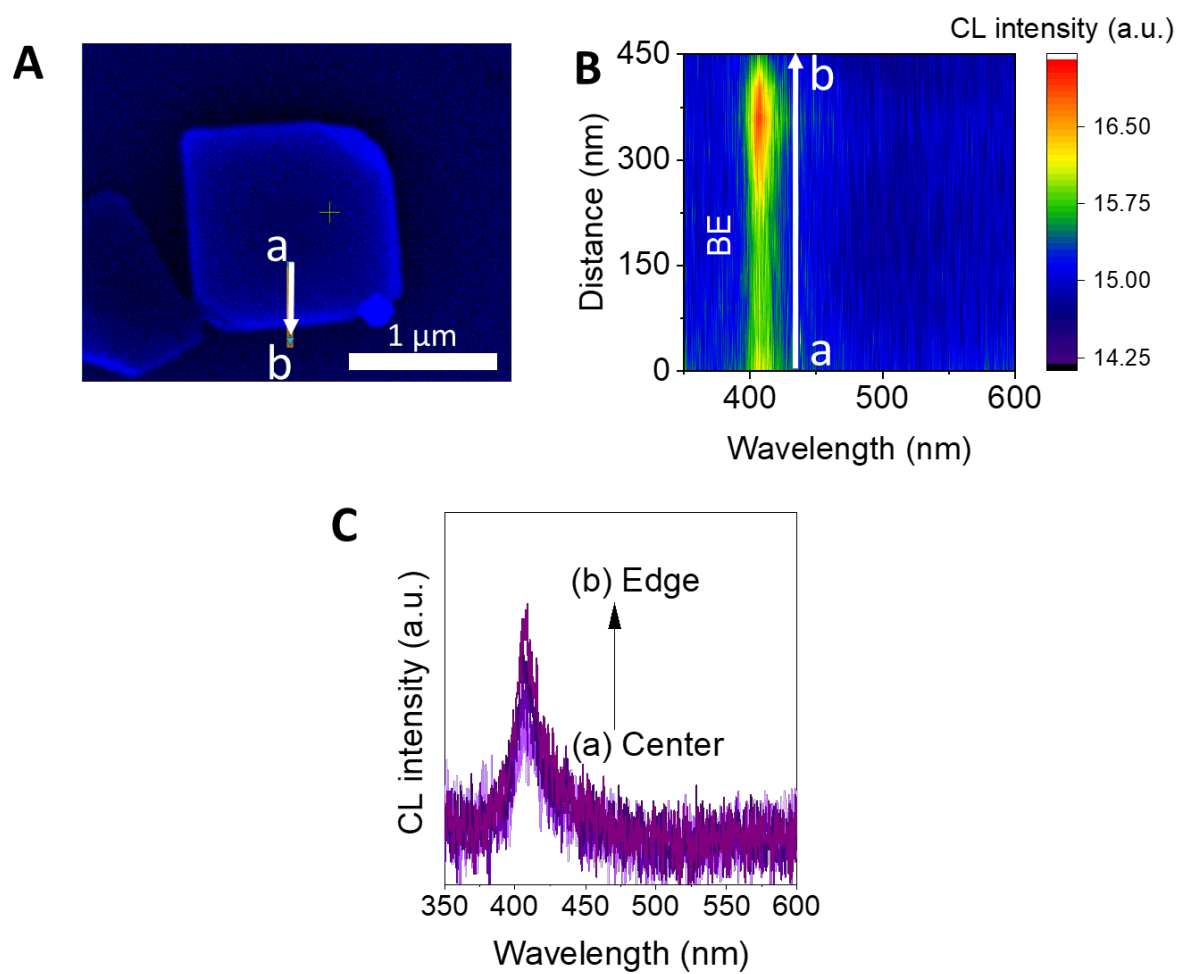 A
a
b
1 µm
B
CL intensity (a.u.)
b
a
BE
450
300
150
0
Distance (nm)
400
500
600
Wavelength (nm)
16.50
15.75
15.00
14.25
C
(b) Edge
(a) Center
CL intensity (a.u.)
350
400
450
500
550
600
Wavelength (nm)